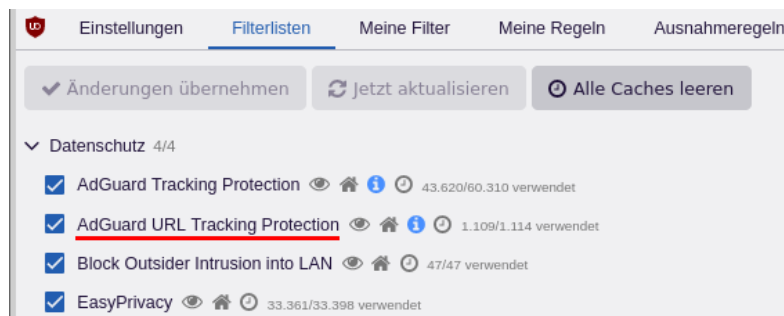 Einstellungen Filterlisten Meine Filter Meine Regeln Ausnahmeregeln
Änderungen übernehmen Jetzt aktualisieren Alle Caches leeren
Datenschutz 4/4
AdGuard Tracking Protection 43.620/60.310 verwendet
AdGuard URL Tracking Protection 1.109/1.114 verwendet
Block Outsider Intrusion into LAN 47/47 verwendet
EasyPrivacy 33.361/33.398 verwendet